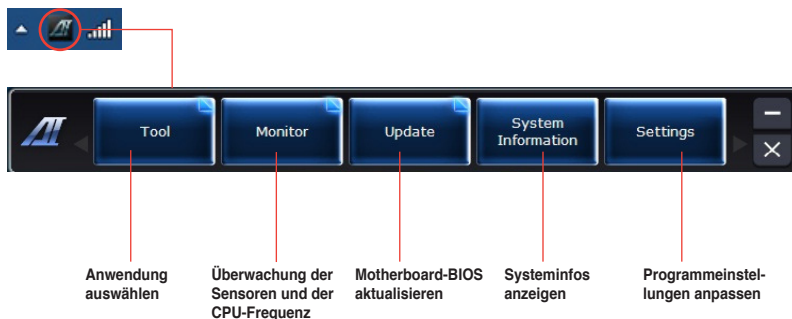 Tool
Monitor
Update
System
Information
Settings
Anwendung
auswählen
Überwachung der
Sensoren und der
CPU-Frequenz
Motherboard-BIOS
aktualisieren
Systeminfos
anzeigen
Programmeinstel-
lungen anpassen